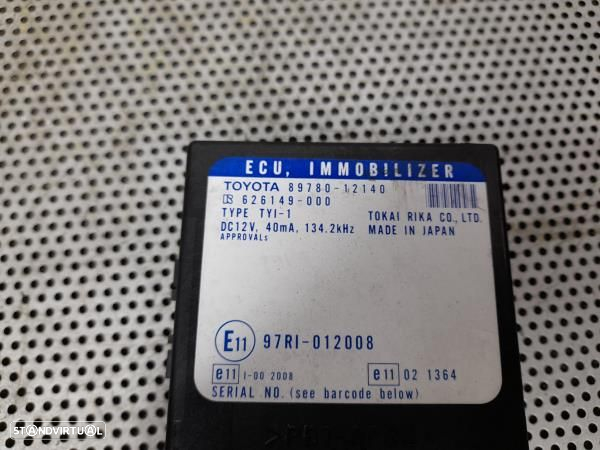 ECU, IMMOBILIZER
TOYOTA 89780-12140
626149-000
TYPE TYI-1 TOKAI RIKA CO., LTD.
DC12V, 40mA, 134.2kHz MADE IN JAPAN
APPROVALs
E11 97RI-012008
e11 I-00 2008 e11 02 1364
SERIAL NO. (see barcode below)
STANDVIRTUAL